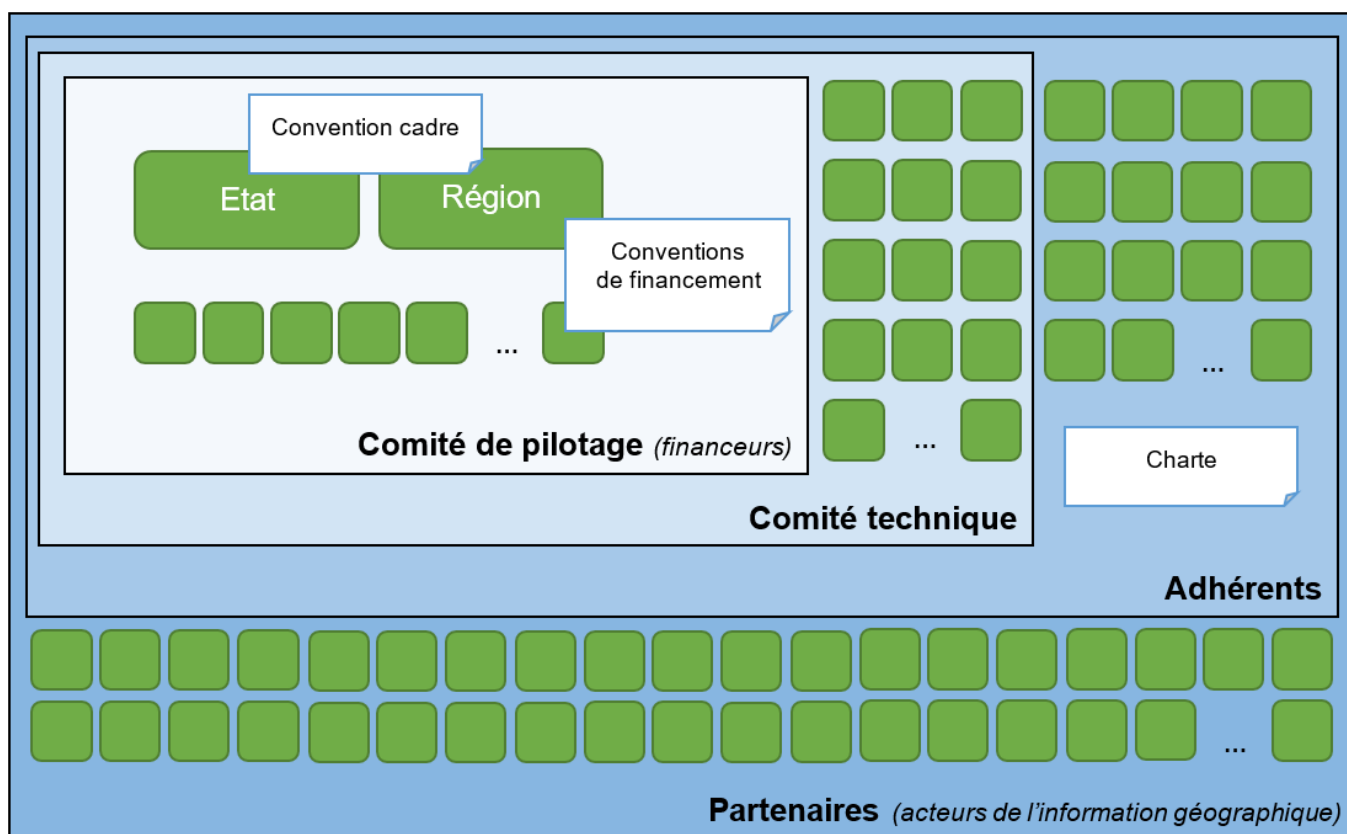 Convention cadre
Etat
Région
Conventions
de financement
...
Comité de pilotage (financeurs)
...
Comité technique
...
Charte
Adhérents
...
Partenaires (acteurs de l'information géographique)